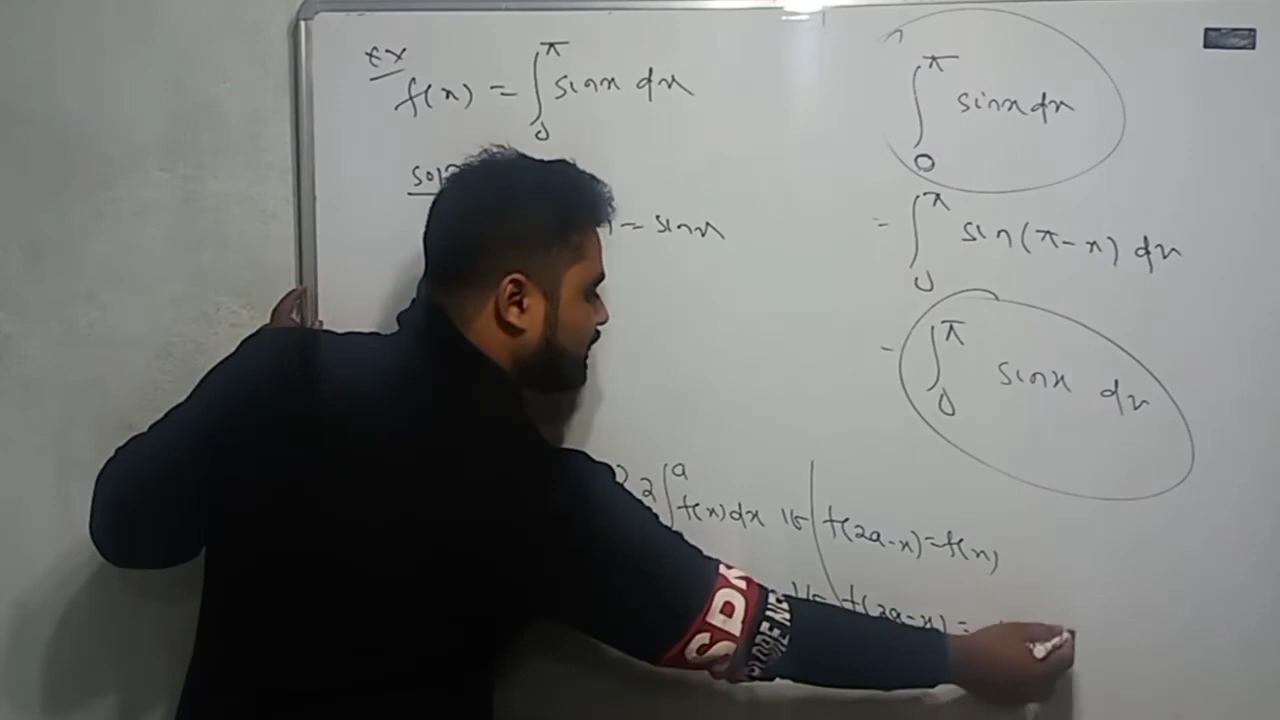 Ex
f(x) = ∫₀^π sinx dx
sol
= sinx
∫₀^π sinx dx
= ∫₀^π sin(π-x) dx
- ∫₀^π sinx dx
2 ∫^a f(x) dx if f(2a-x)=f(x)
if f(2a-x) =
SDK